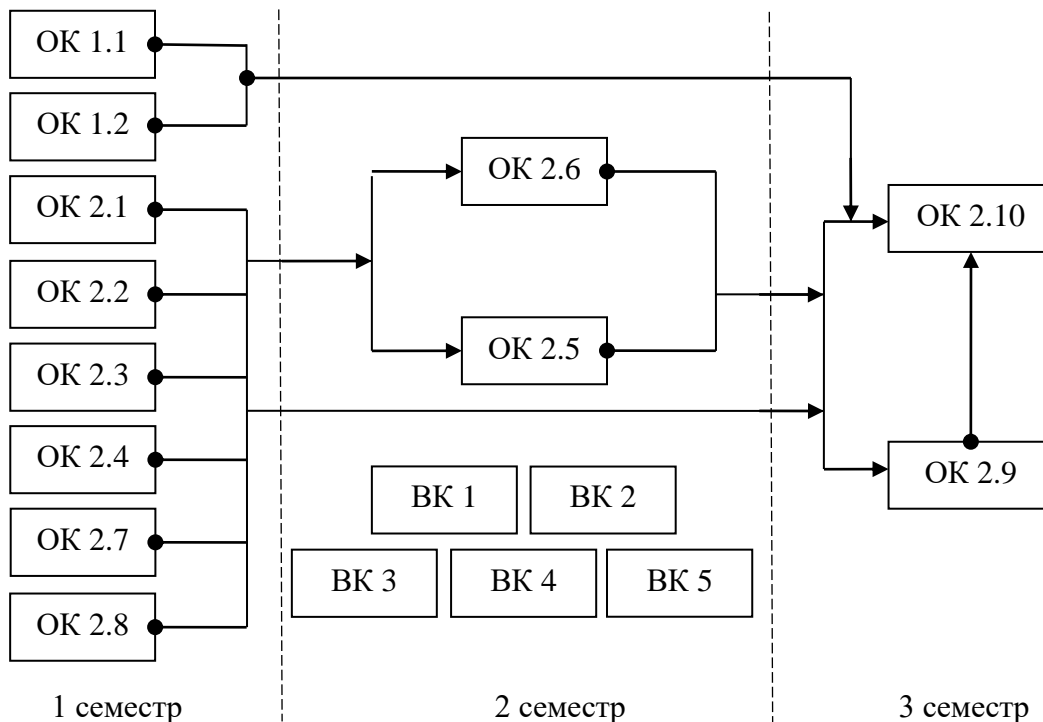 ОК 1.1
ОК 1.2
ОК 2.1
ОК 2.2
ОК 2.3
ОК 2.4
ОК 2.7
ОК 2.8
1 семестр
ОК 2.6
ОК 2.5
ВК 1
ВК 2
ВК 3
ВК 4
ВК 5
2 семестр
ОК 2.10
ОК 2.9
3 семестр